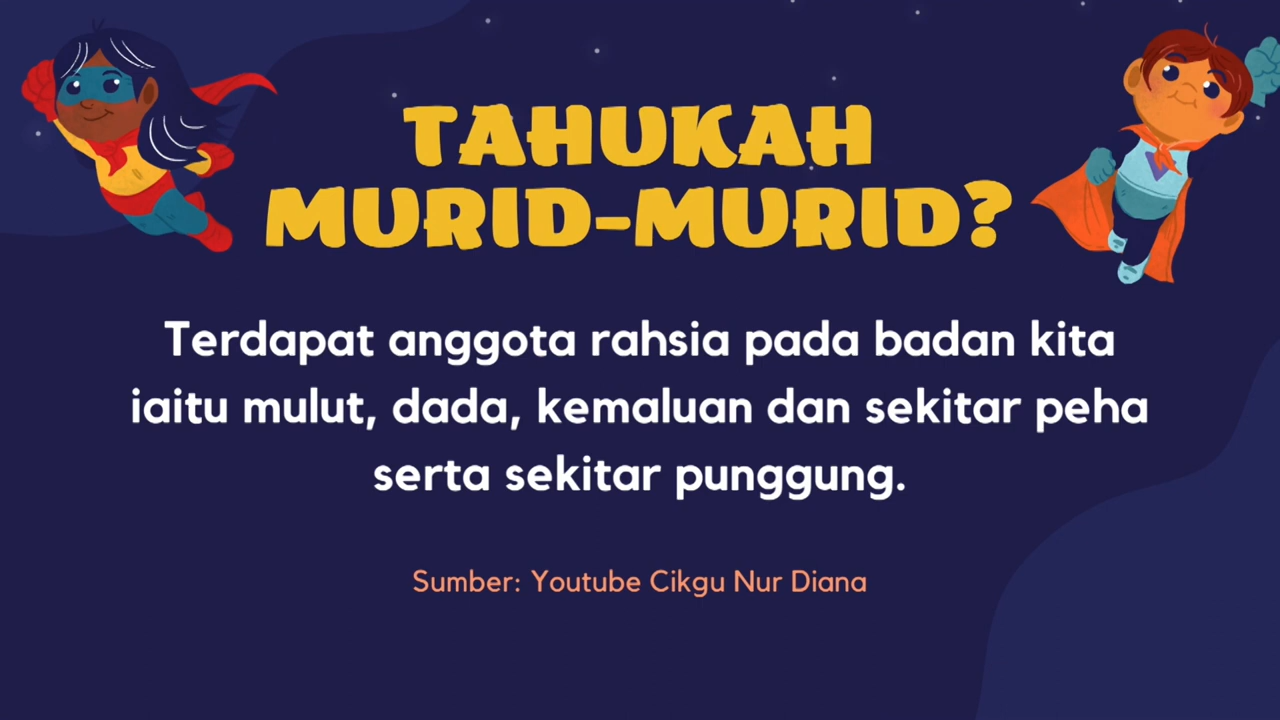 TAHUKAH
MURID-MURID?
Terdapat anggota rahsia pada badan kita
iaitu mulut, dada, kemaluan dan sekitar peha
serta sekitar punggung.
Sumber: Youtube Cikgu Nur Diana